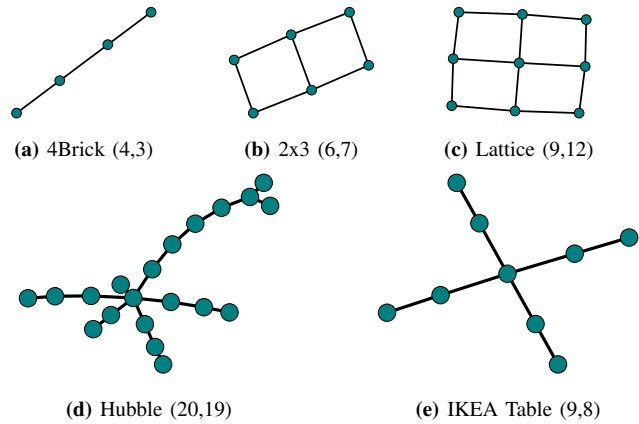 (a) 4Brick (4,3)
(b) 2x3 (6,7)
(c) Lattice (9,12)
(d) Hubble (20,19)
(e) IKEA Table (9,8)